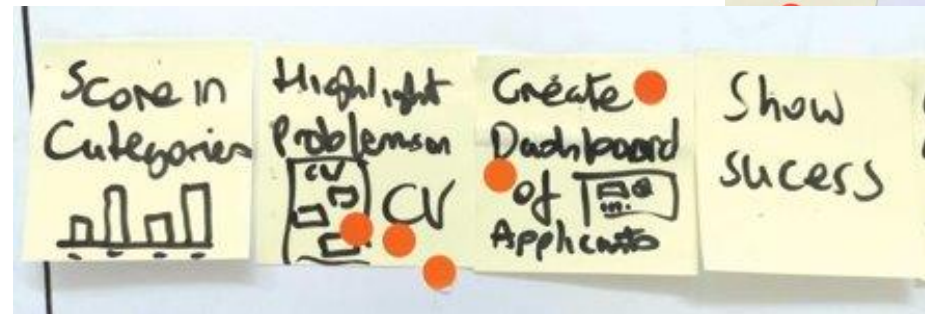 Score in
Categories
Highlight
Problems on
CV
CV
Create
Dashboard
of
Applicants
Show
sucess